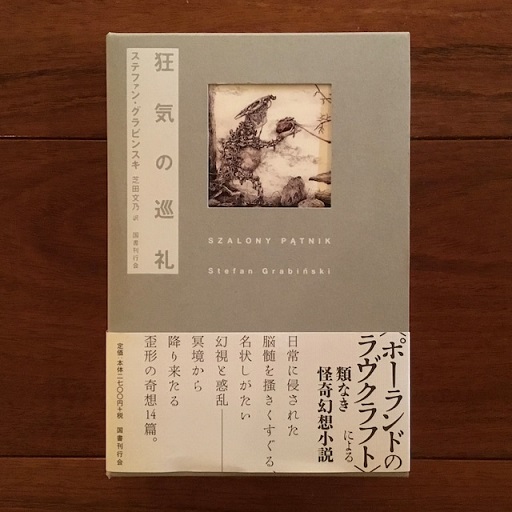 狂気の巡礼
ステファン・グラビンスキ
芝田文乃 訳
国書刊行会
SZALONY PĄTNIK
Stefan Grabiński
〈ポーランドの
ラヴクラフト〉
による
類なき
怪奇幻想小説
日常に侵された
脳髄を搔きくすぐる、
名状しがたい
幻視と惑乱
冥境から
降り来たる
歪形の奇想14篇。
定価 本体二七〇〇円+税 国書刊行会